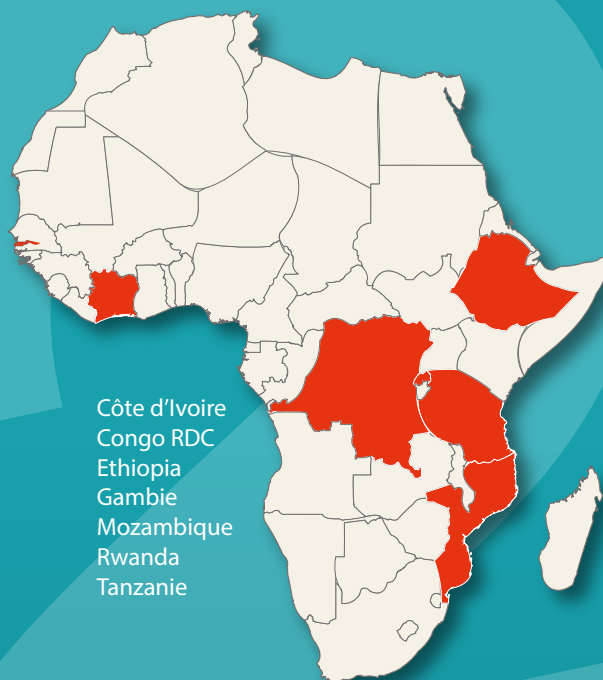 Côte d’Ivoire
Congo RDC
Ethiopia
Gambie
Mozambique
Rwanda
Tanzanie